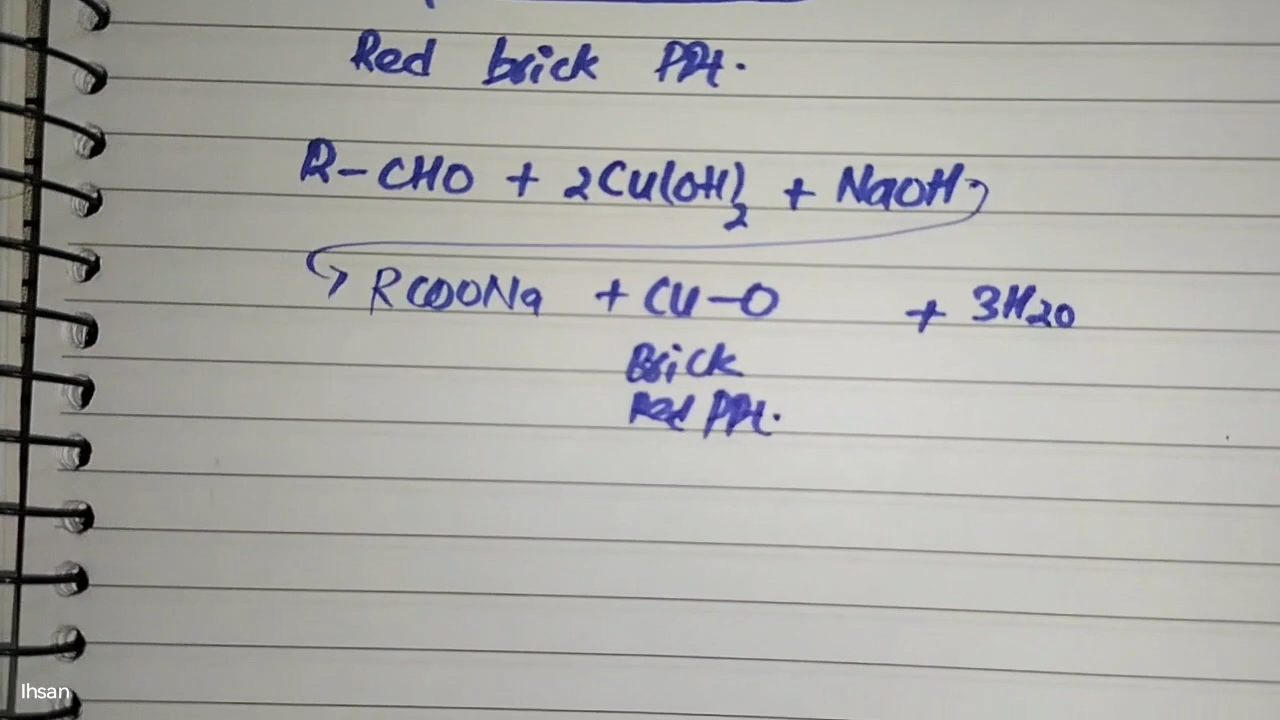 Red brick PPt.
R-CHO + 2Cu(OH)2 + NaOH
RCOONa + Cu-O + 3H2O
Brick
Red PPt.
Ihsan